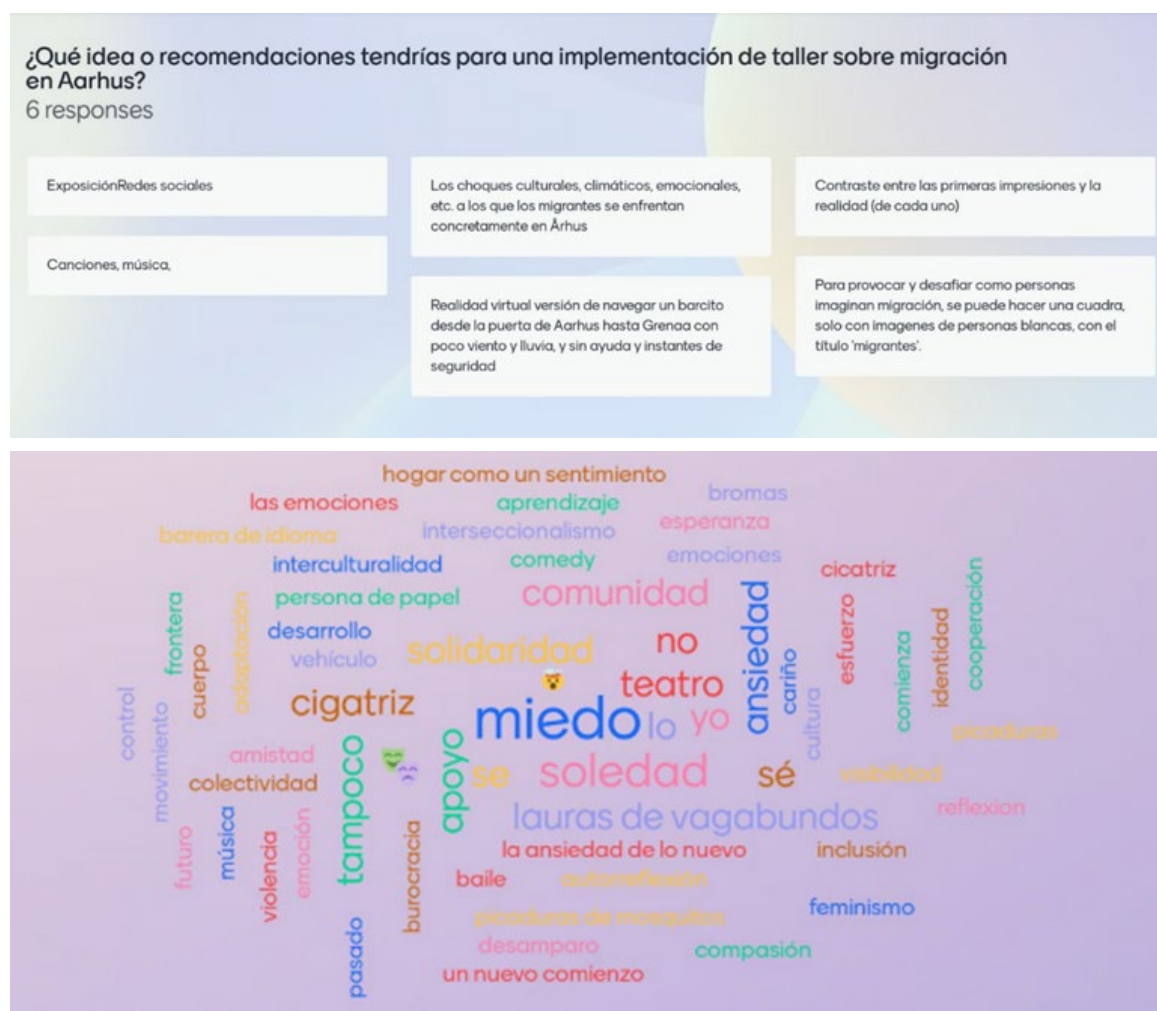 ¿Qué idea o recomendaciones tendrías para una implementación de taller sobre migración
en Aarhus?
6 responses
ExposiciónRedes sociales
Canciones, música,
Los choques culturales, climáticos, emocionales,
etc. a los que los migrantes se enfrentan
concretamente en Århus
Realidad virtual versión de navegar un barcito
desde la puerta de Aarhus hasta Grenaa con
poco viento y lluvia, y sin ayuda y instantes de
seguridad
Contraste entre las primeras impresiones y la
realidad (de cada uno)
Para provocar y desafiar como personas
imaginan migración, se puede hacer una cuadra,
solo con imagenes de personas blancas, con el
título 'migrantes'.
hogar como un sentimiento
las emociones
aprendizaje
bromas
barera de idioma
interseccionalismo
esperanza
interculturalidad
comedy
emociones
cicatriz
persona de papel
comunidad
frontera
cuerpo
adaptación
desarrollo
vehículo
solidaridad
no
ansiedad
cariño
esfuerzo
comienza
identidad
cooperación
teatro
cigatriz
miedo
lo
yo
cultura
control
movimiento
picaduras
amistad
colectividad
tampoco
apoyo
se
soledad
sé
visibilidad
reflexion
lauras de vagabundos
futuro
música
violencia
emoción
burocracia
la ansiedad de lo nuevo
inclusión
baile
autorreflexión
picaduras de mosquitos
feminismo
pasado
desamparo
compasión
un nuevo comienzo